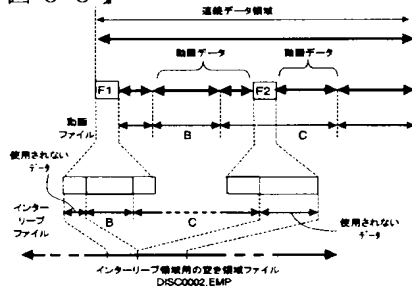 連続データ領域
動画データ
動画データ
F1
F2
動画
ファイル
B
C
使用されない
データ
インター
リーブ
ファイル
B
C
使用されない
データ
インターリーブ領域用の空き領域ファイル
DISC0002.EMP